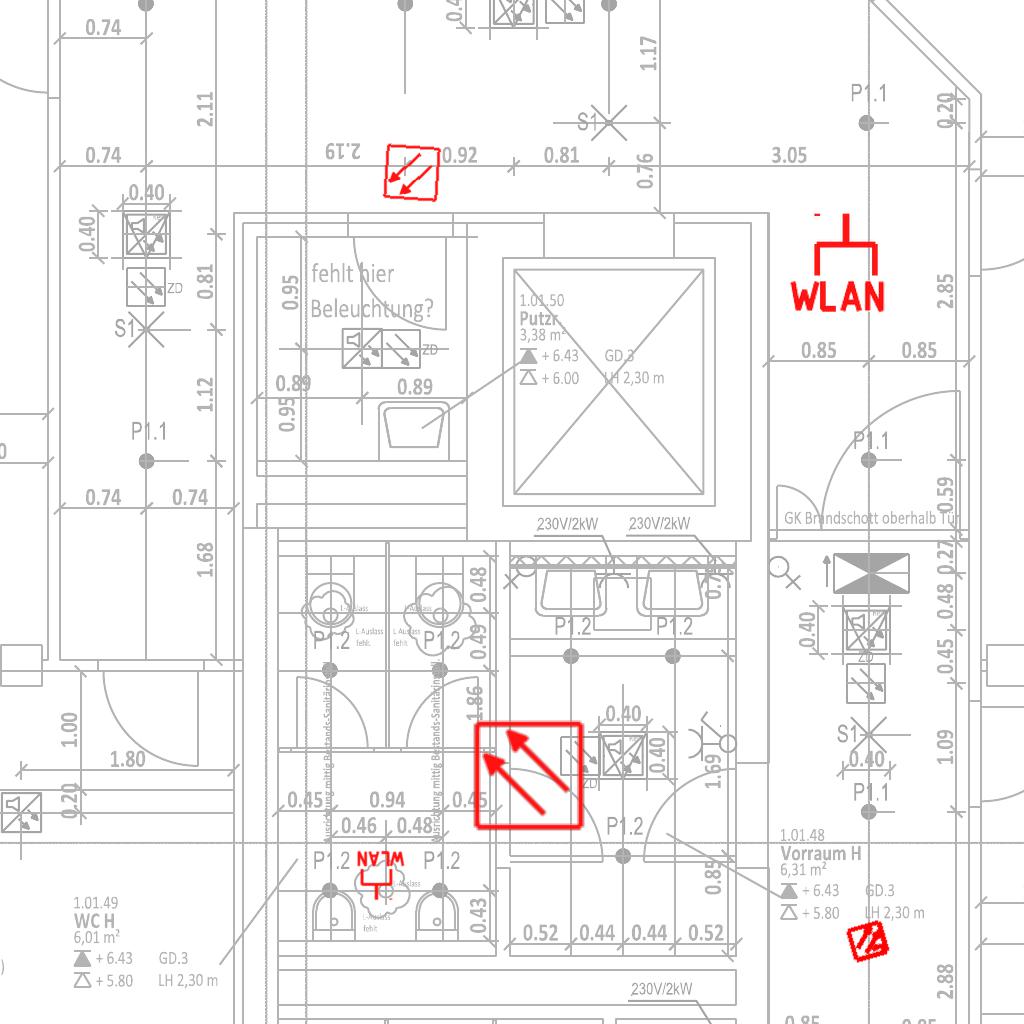 0.74
0.40
1.17
P1.1
0.20
S1
2.11
0.74
2.19
0.92
0.81
3.05
0.76
0.40
0.40
0.81
ZD
S1
fehlt hier
Beleuchtung?
0.95
ZD
1.01.50
Putzr.
3,38 m²
+ 6.43 GD.3
+ 6.00 LH 2,30 m
WLAN
2.85
0.85
0.85
1.12
0.89
0.89
0.95
P1.1
P1.1
0.74
0.74
0.59
GK Brandschott oberhalb Tür
230V/2kW
230V/2kW
1.68
0.27
0.48
0.48
L-Auslass
L-Auslass
L-Auslass
fehlt
L-Auslass
fehlt.
0.49
P1.2
P1.2
P1.2
P1.2
0.40
0.45
ZD
1.86
Ausrichtung mittig Bestands-Sanitär
Ausrichtung mittig Bestands-Sanitär
1.00
1.80
0.20
0.40
0.40
ZD
1.69
S1
1.09
0.40
P1.1
0.45
0.94
0.45
0.46
0.48
P1.2
P1.2
WLAN
P1.2
L-Auslass
L-Auslass
fehlt
0.43
0.85
1.01.48
Vorraum H
6,31 m²
+ 6.43 GD.3
+ 5.80 LH 2,30 m
1.01.49
WC H
6,01 m²
+ 6.43 GD.3
+ 5.80 LH 2,30 m
0.52
0.44
0.44
0.52
2.88
230V/2kW
0.85
0.85